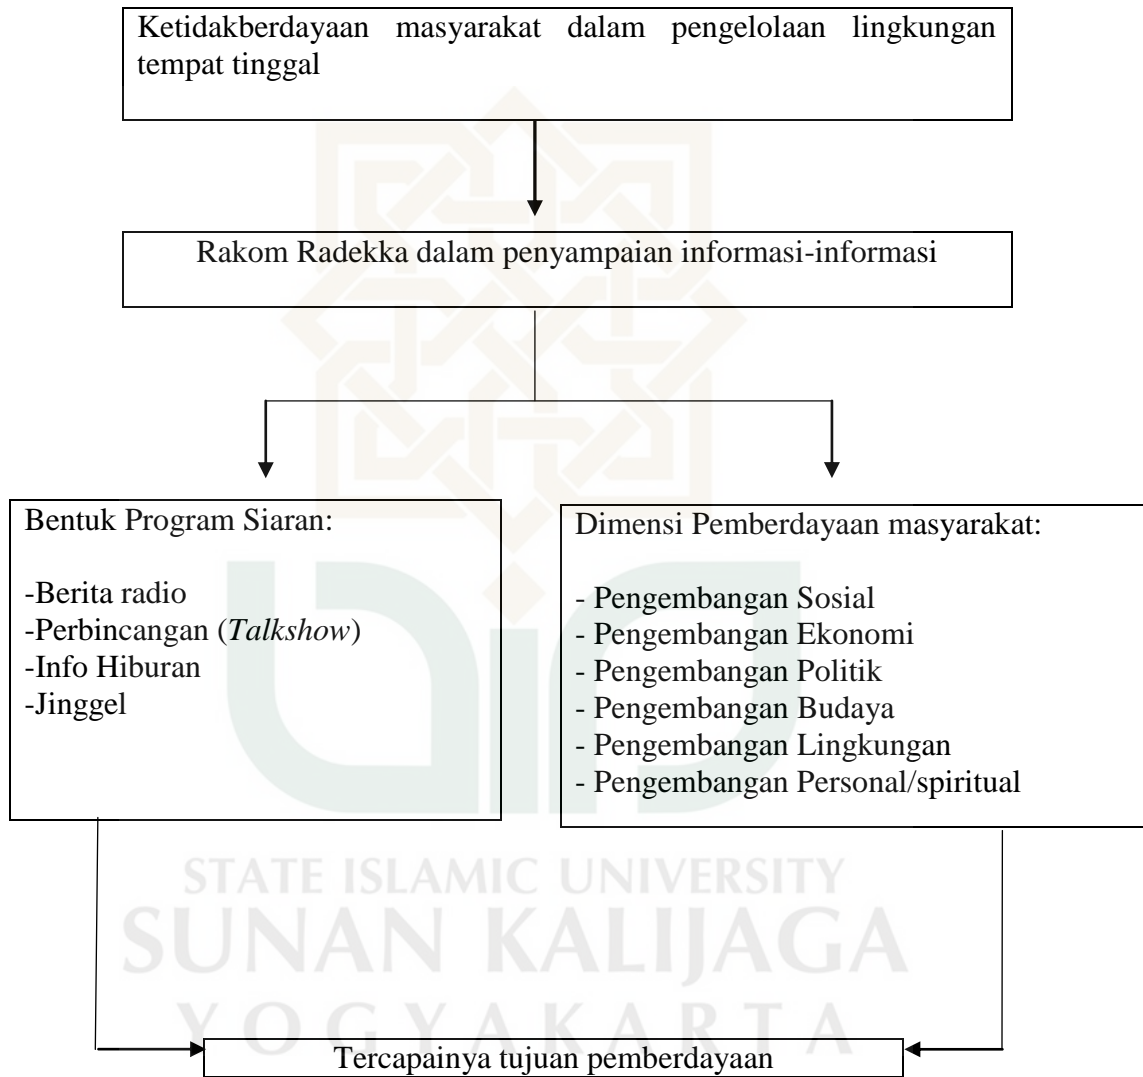 Ketidakberdayaan masyarakat dalam pengelolaan lingkungan
tempat tinggal
Rakom Radekka dalam penyampaian informasi-informasi
Bentuk Program Siaran:
-Berita radio
-Perbincangan (Talkshow)
-Info Hiburan
-Jinggel
Dimensi Pemberdayaan masyarakat:
- Pengembangan Sosial
- Pengembangan Ekonomi
- Pengembangan Politik
- Pengembangan Budaya
- Pengembangan Lingkungan
- Pengembangan Personal/spiritual
STATE ISLAMIC UNIVERSITY
SUNAN KALIJAGA
YOGYAKARTA
Tercapainya tujuan pemberdayaan